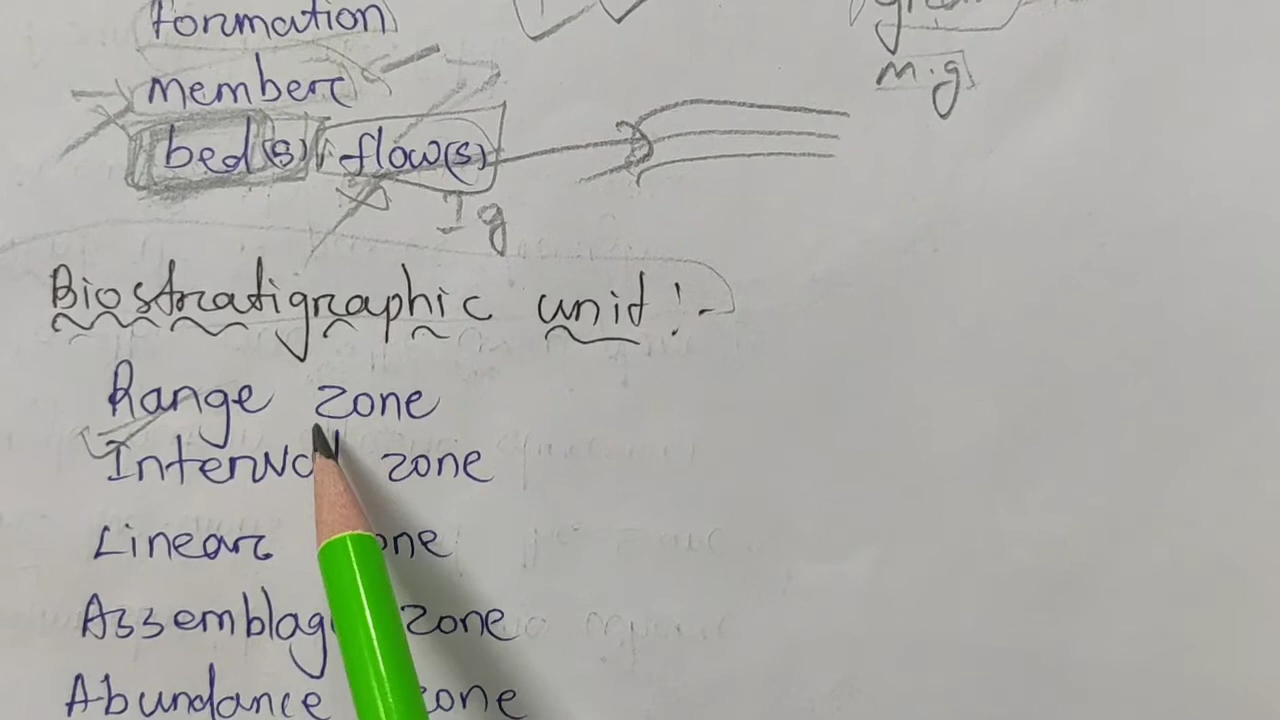 formation
member
bed(s) flow(s)
Ig
m.g
Biostratigraphic unit :-
Range zone
Interval zone
Linear zone
Assemblage zone
Abundance zone